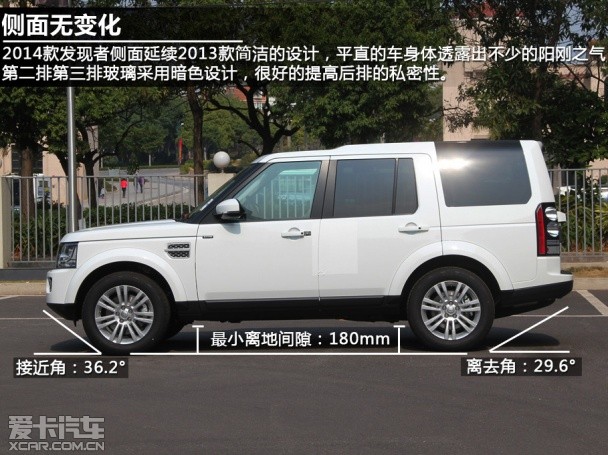 侧面无变化
2014款发现者侧面延续2013款简洁的设计，平直的车身体透露出不少的阳刚之气
第二排第三排玻璃采用暗色设计，很好的提高后排的私密性。
最小离地间隙：180mm
接近角：36.2°
离去角：29.6°
爱卡汽车
XCAR.COM.CN